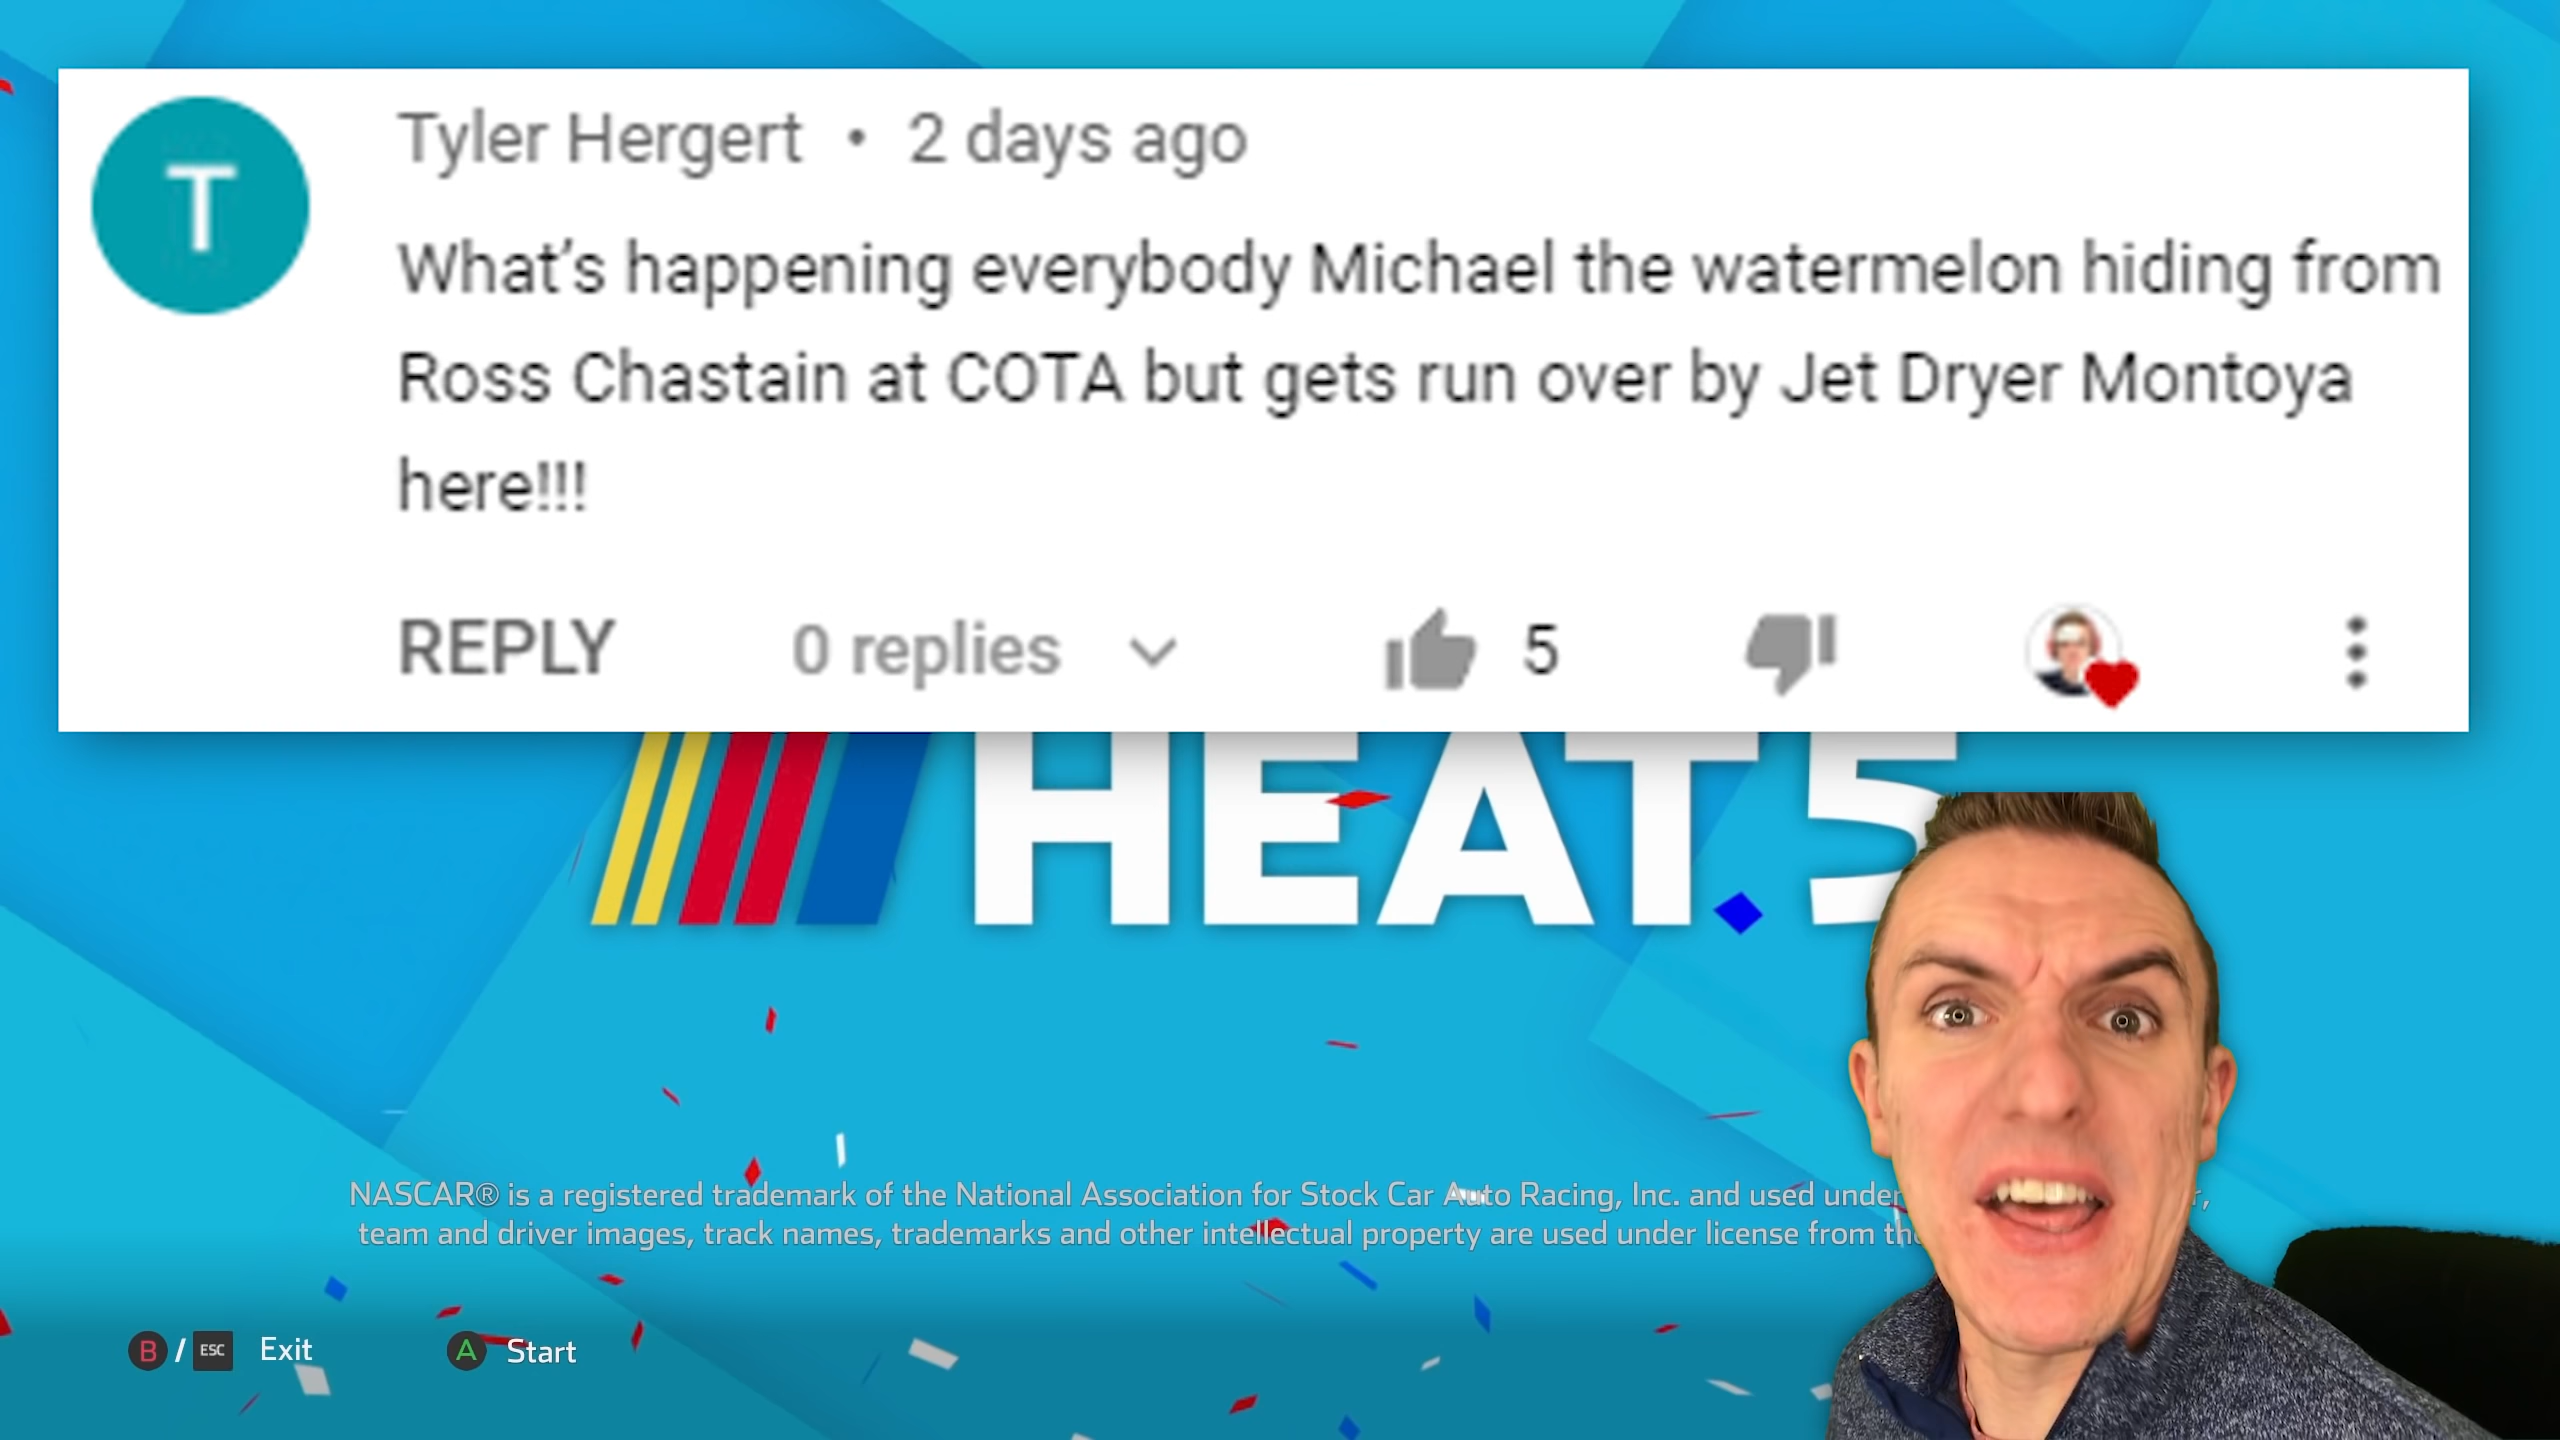 T
Tyler Hergert • 2 days ago
What's happening everybody Michael the watermelon hiding from
Ross Chastain at COTA but gets run over by Jet Dryer Montoya
here!!!
REPLY 0 replies 5
HEAT 5
NASCAR® is a registered trademark of the National Association for Stock Car Auto Racing, Inc. and used under
team and driver images, track names, trademarks and other intellectual property are used under license from
B / ESC Exit A Start